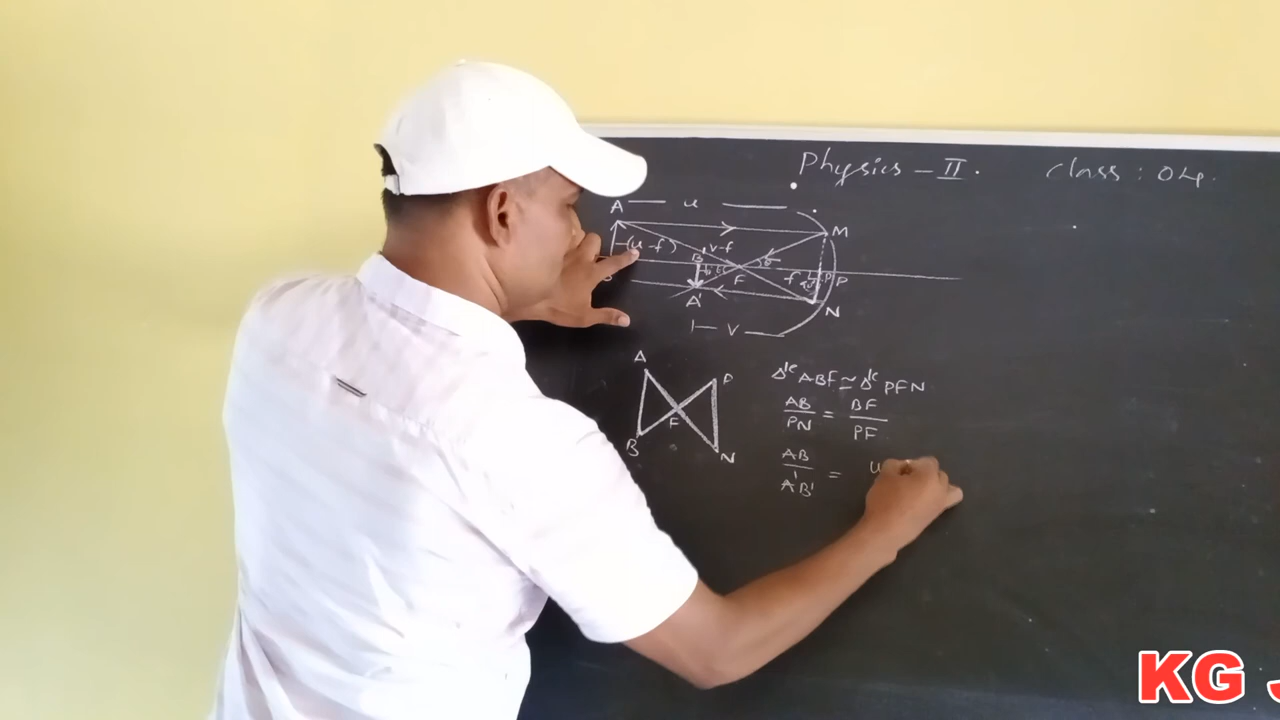 Physics - II.
class : 04.
A
u
M
(u-f)
B
v-f
θ
F
f
P
A'
N
v
A
P
F
B
N
Δle ABF ≃ Δle PFN
AB/PN = BF/PF
AB/A'B' = u
KG